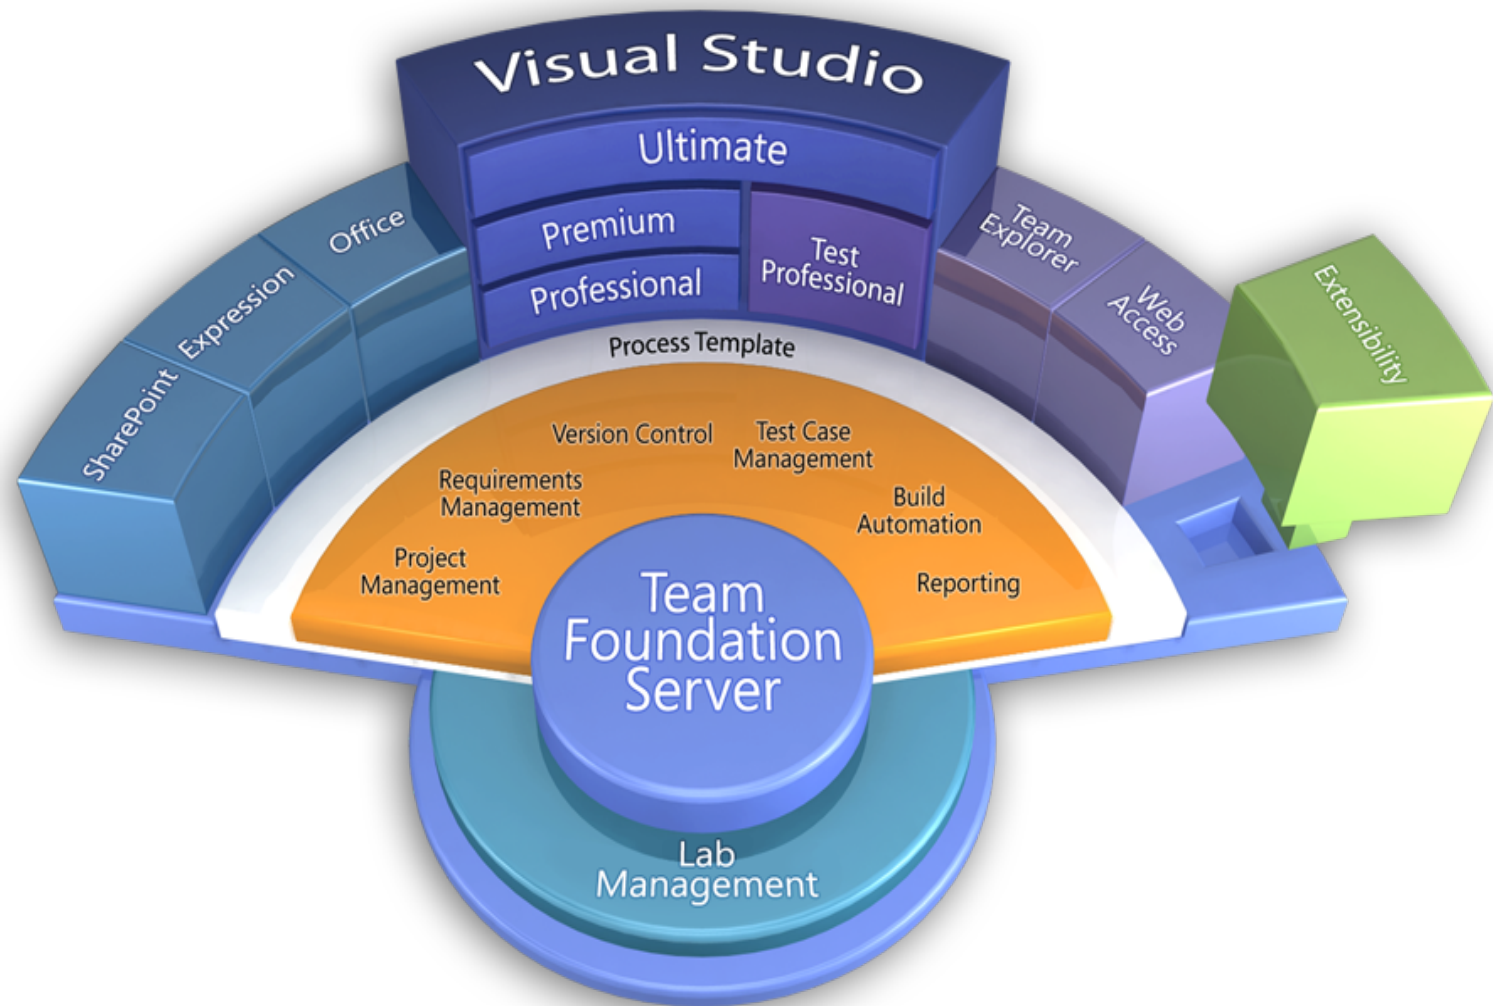 Visual Studio
Ultimate
Premium
Professional
Test
Professional
Office
Expression
SharePoint
Team
Explorer
Web
Access
Extensibility
Process Template
Version Control
Test Case
Management
Requirements
Management
Build
Automation
Project
Management
Reporting
Team
Foundation
Server
Lab
Management